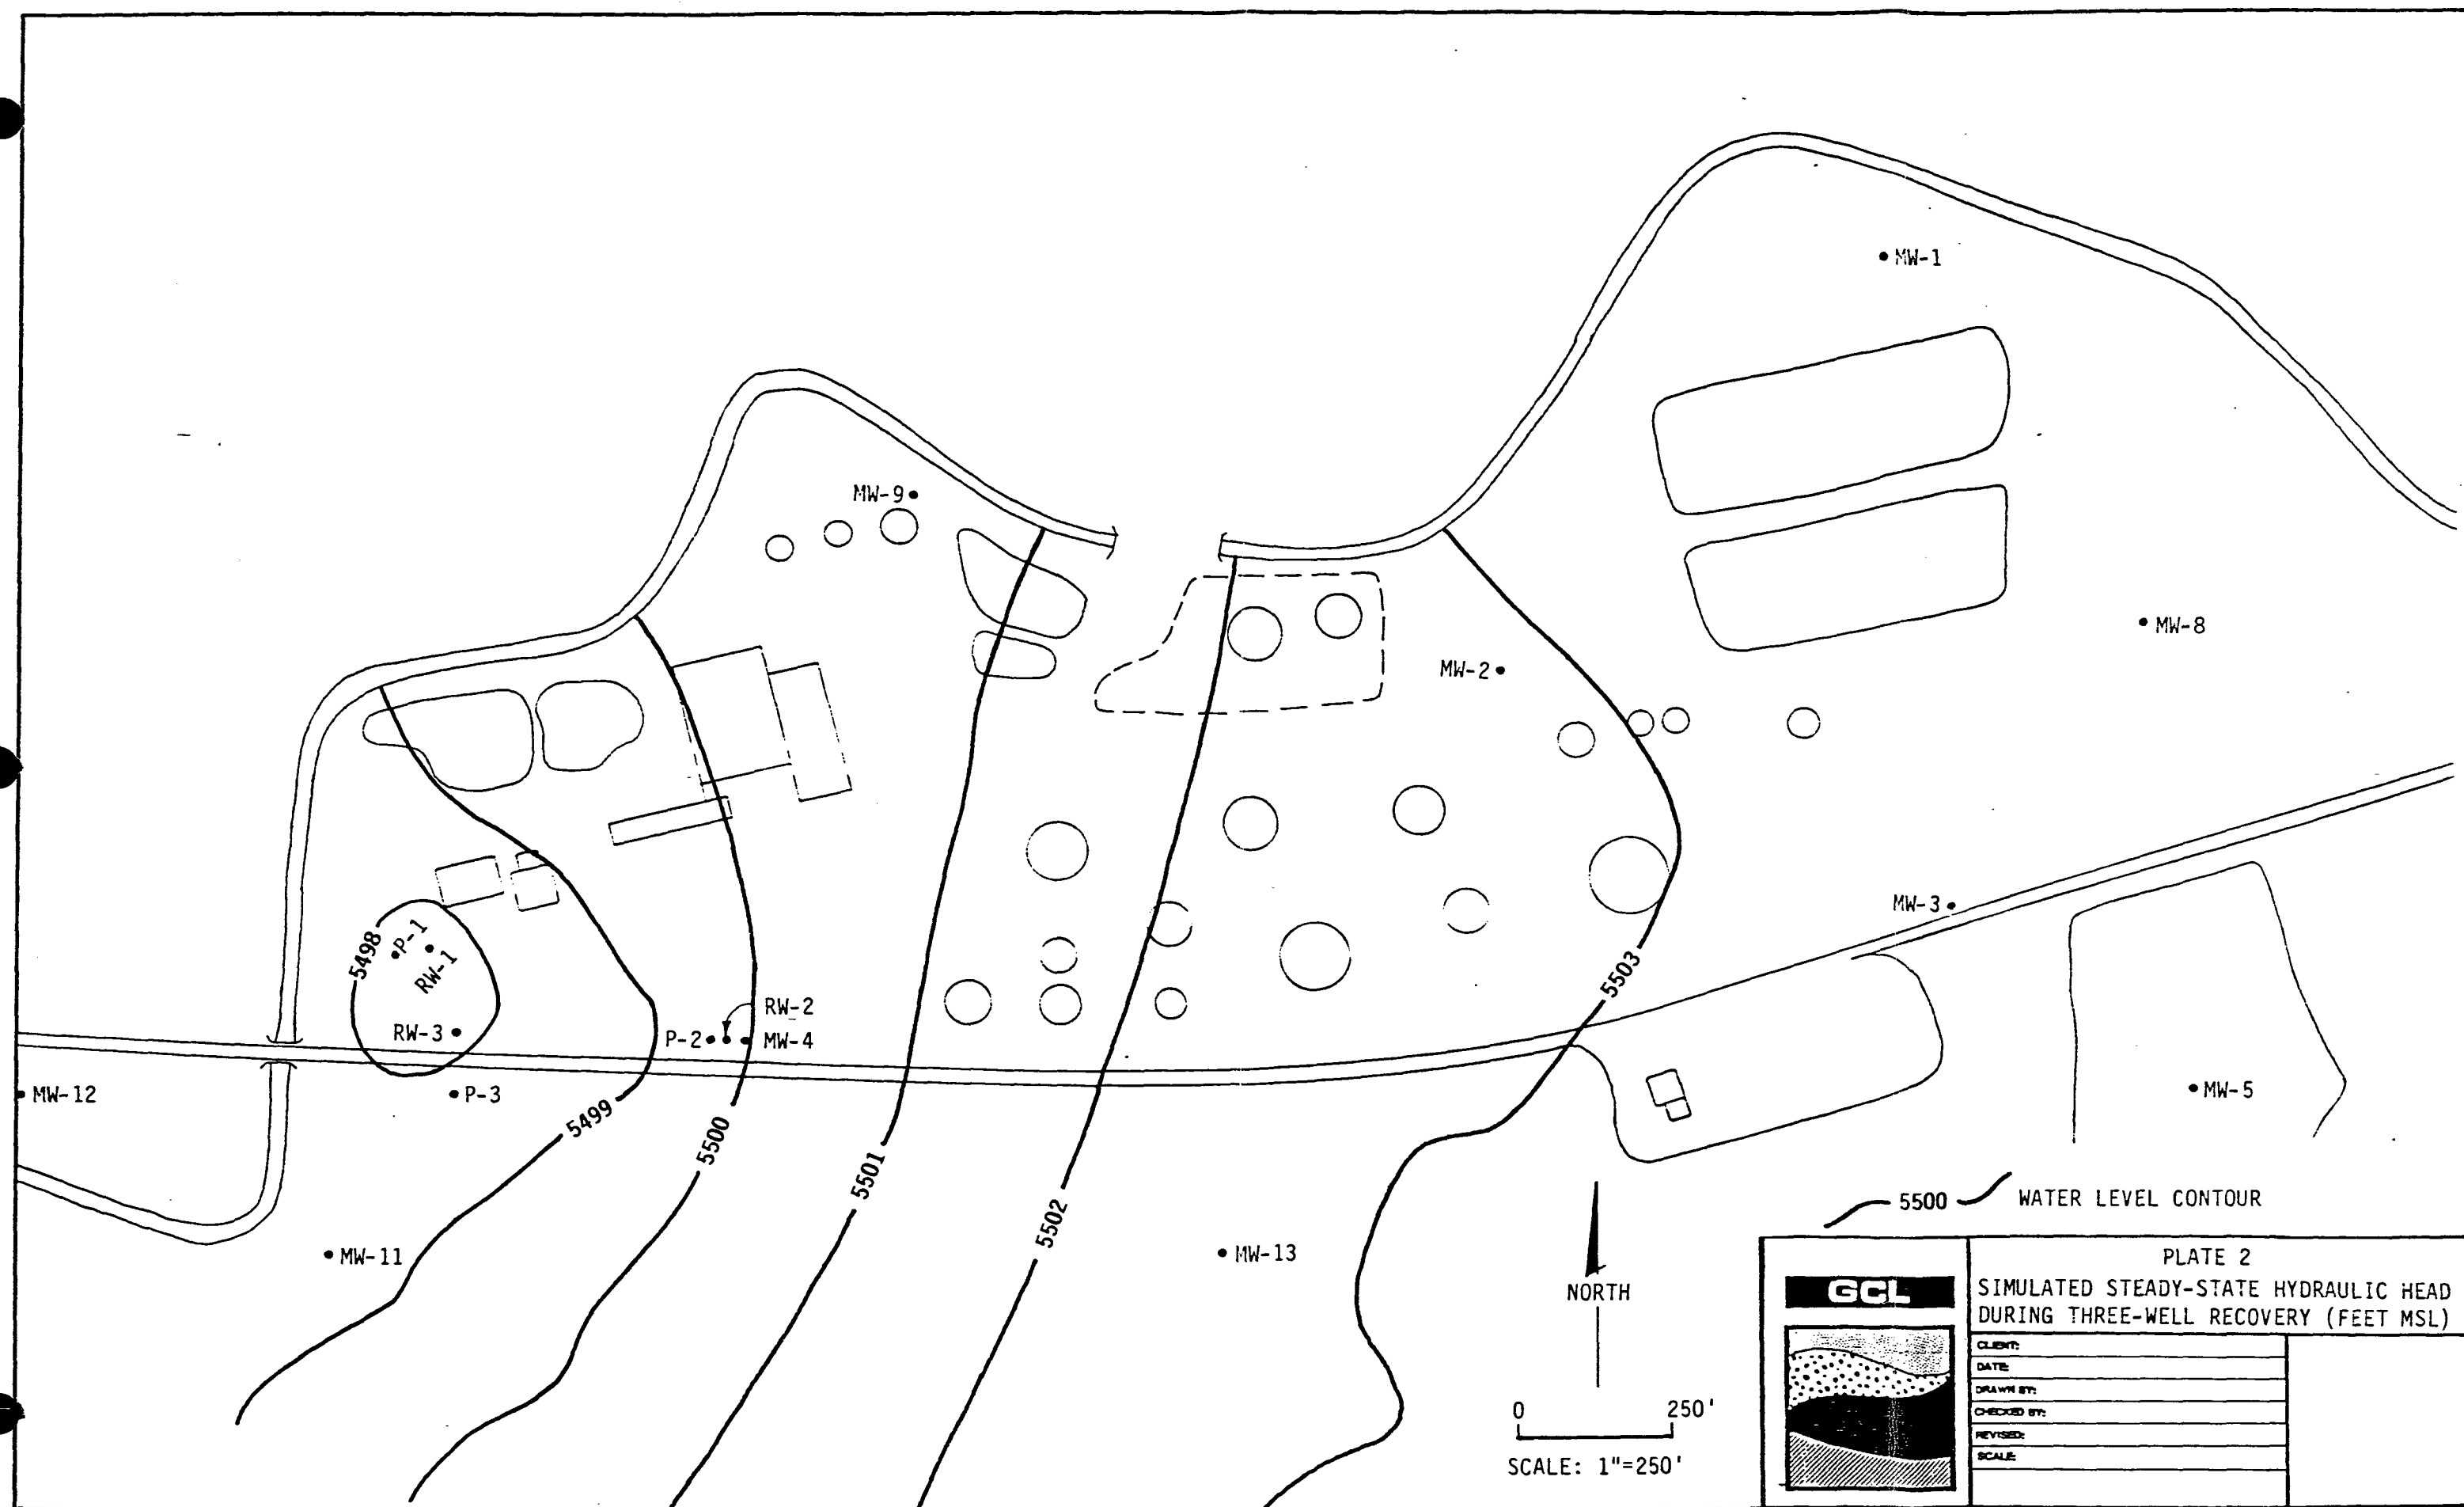 MW-1
MW-9
MW-8
MW-2
MW-3
5498
P-1
RW-1
5503
RW-2
RW-3
P-2
MW-4
MW-12
P-3
MW-5
5499
5500
5501
5502
5500 WATER LEVEL CONTOUR
MW-11
MW-13
NORTH
0 250'
SCALE: 1"=250'
GCL
PLATE 2
SIMULATED STEADY-STATE HYDRAULIC HEAD
DURING THREE-WELL RECOVERY (FEET MSL)
CLIENT:
DATE:
DRAWN BY:
CHECKED BY:
REVISED:
SCALE: